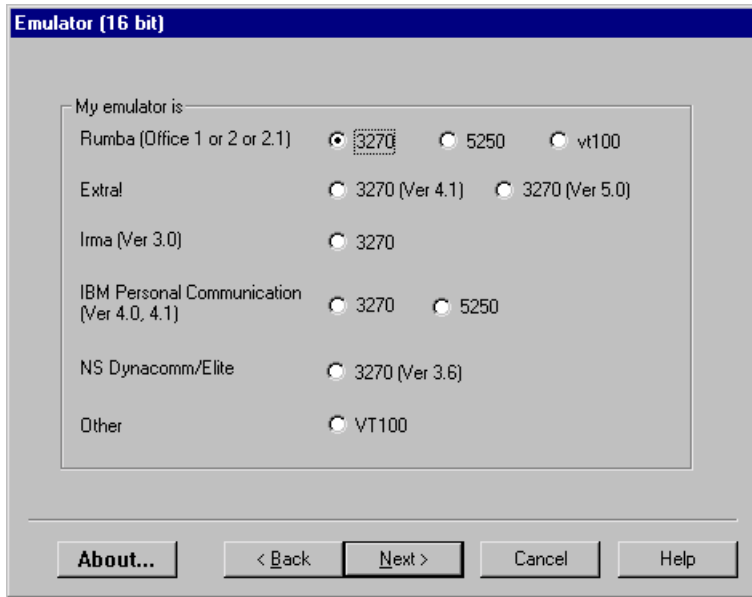 Emulator (16 bit)
My emulator is
Rumba (Office 1 or 2 or 2.1) 3270 5250 vt100
Extra! 3270 (Ver 4.1) 3270 (Ver 5.0)
Irma (Ver 3.0) 3270
IBM Personal Communication
(Ver 4.0, 4.1) 3270 5250
NS Dynacomm/Elite 3270 (Ver 3.6)
Other VT100
About... < Back Next > Cancel Help